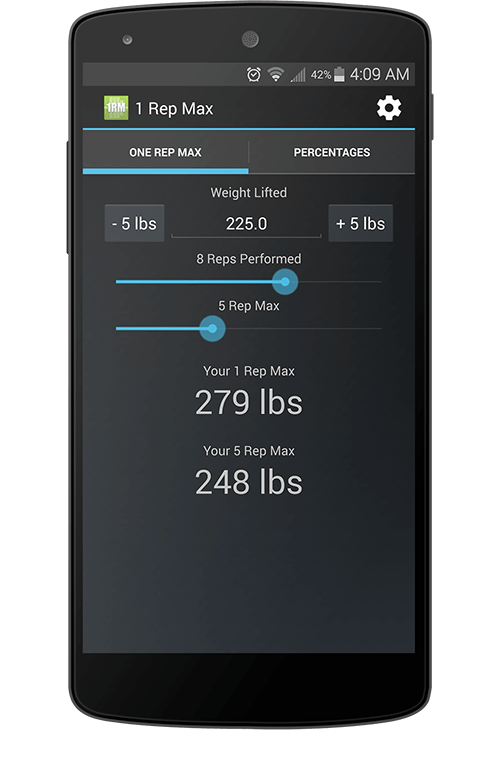 42% 4:09 AM
1RM 1 Rep Max
ONE REP MAX PERCENTAGES
Weight Lifted
- 5 lbs 225.0 + 5 lbs
8 Reps Performed
5 Rep Max
Your 1 Rep Max
279 lbs
Your 5 Rep Max
248 lbs